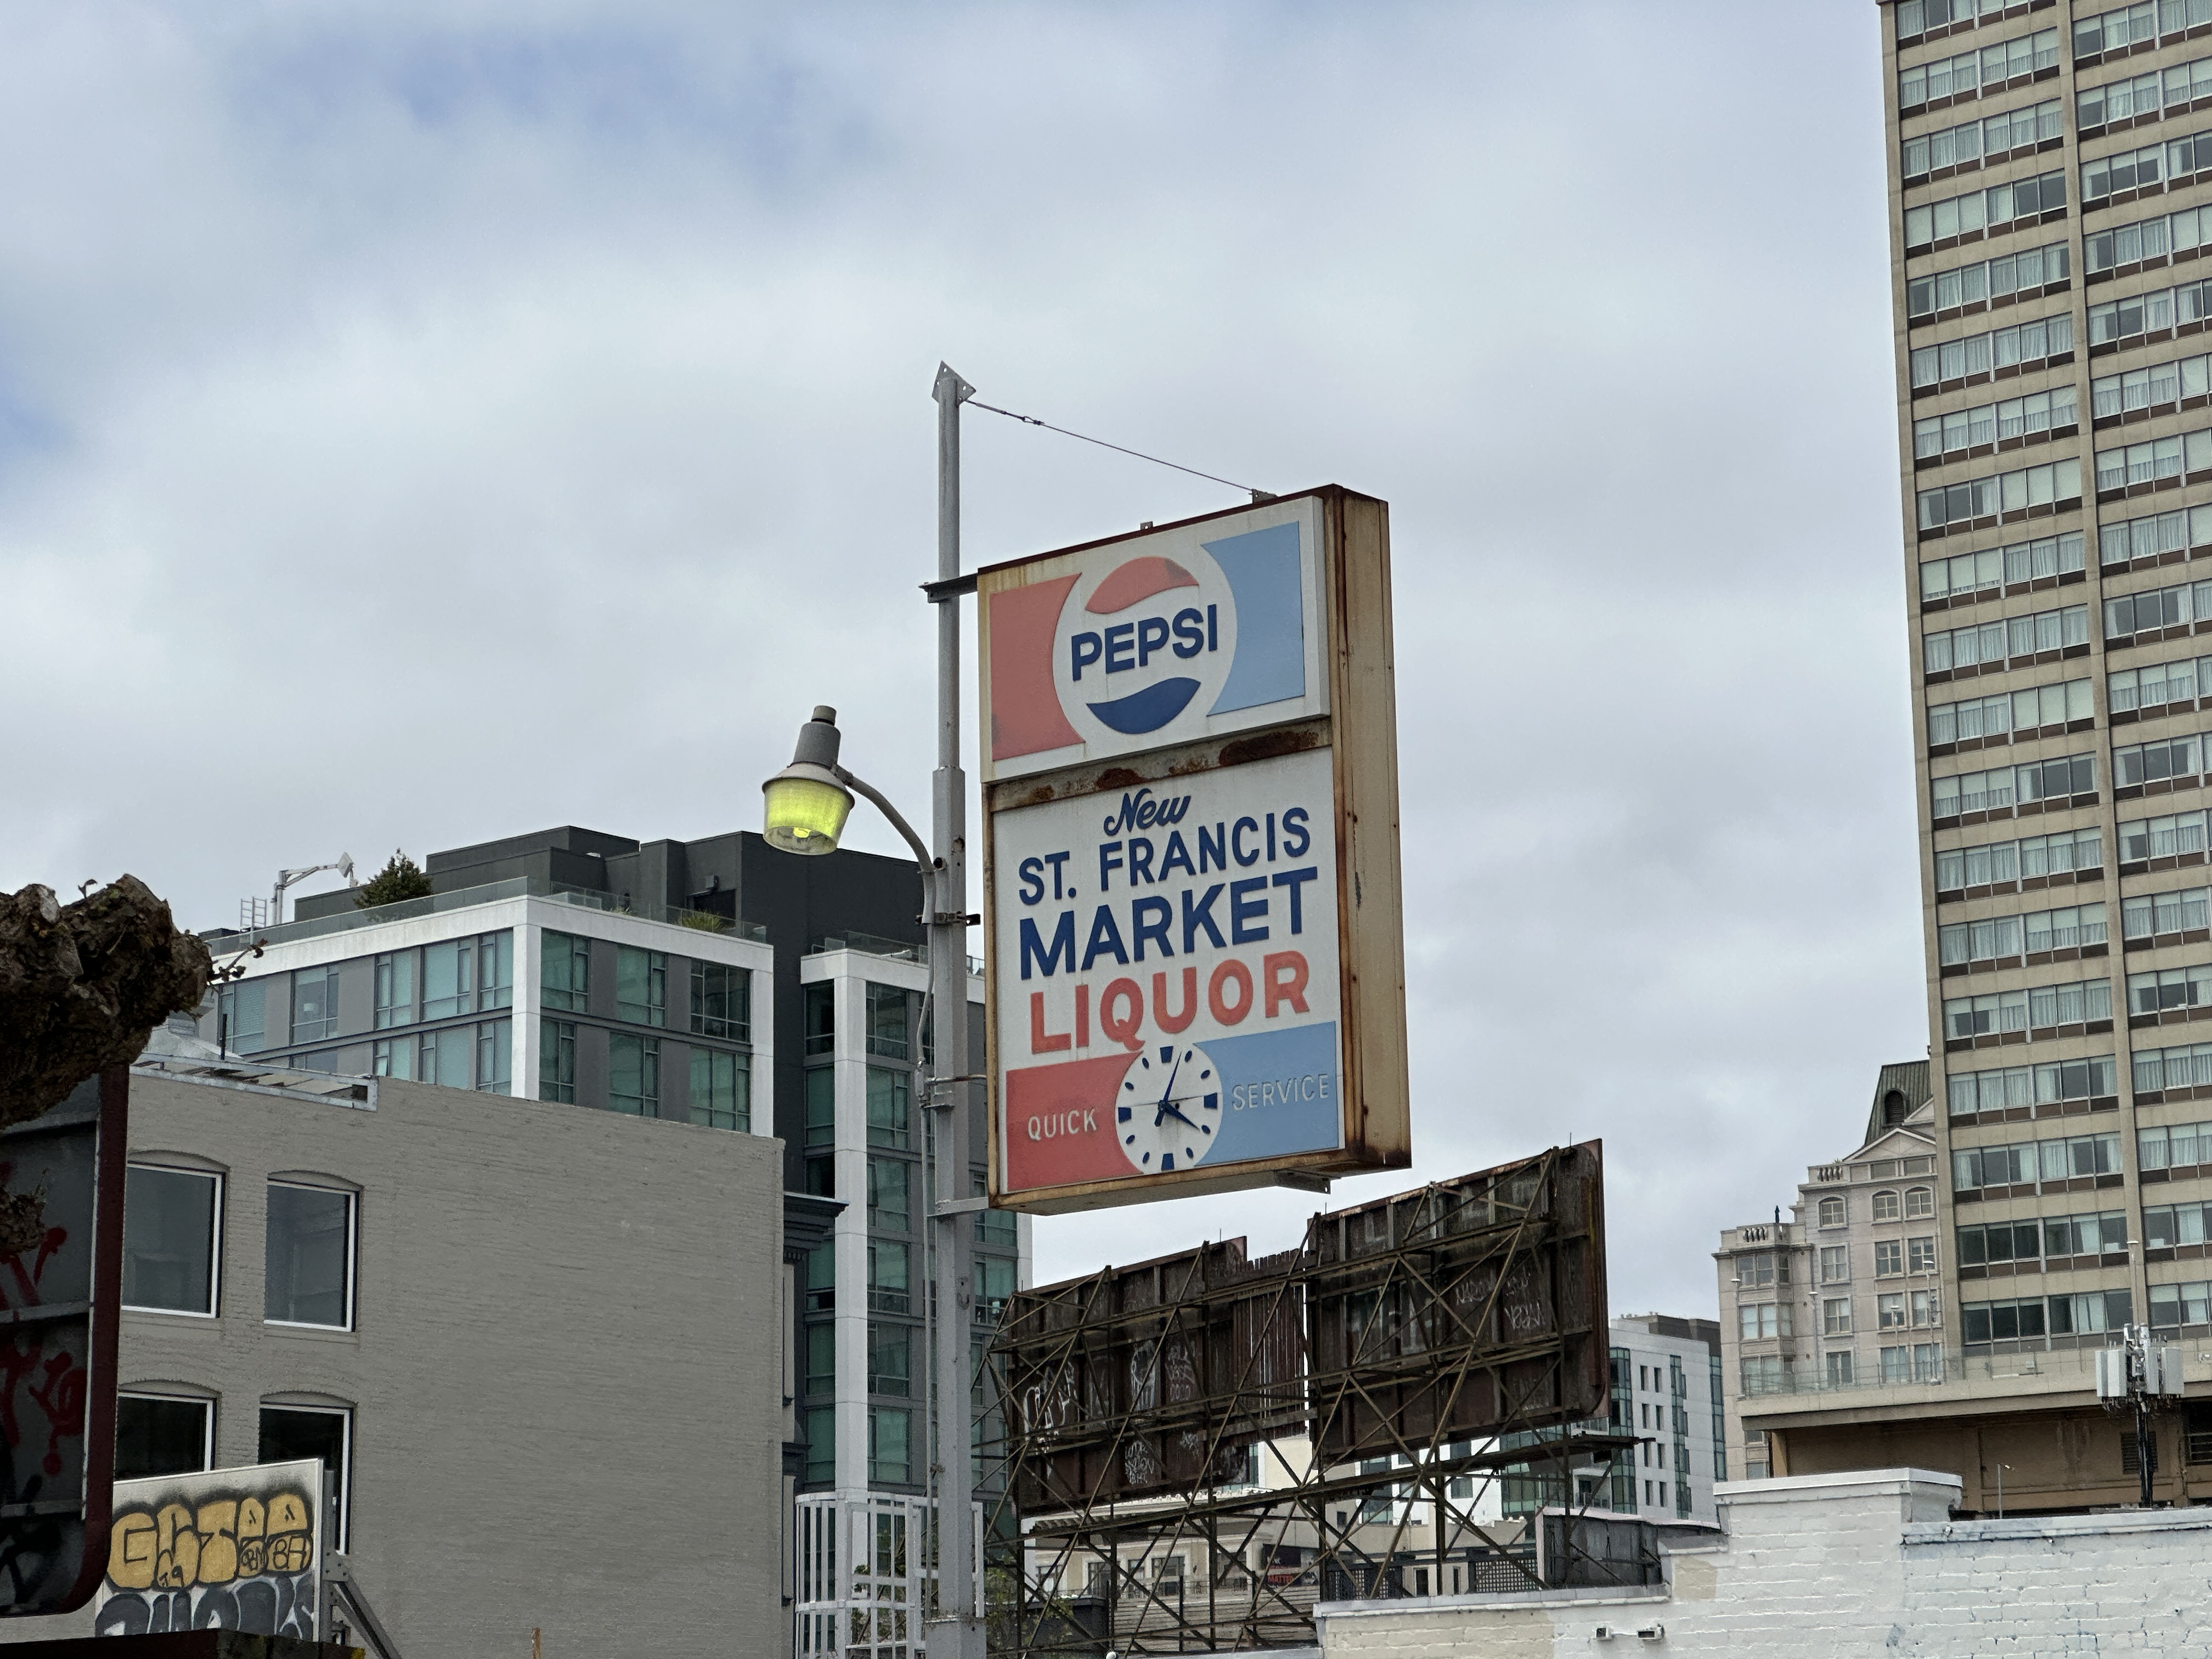 PEPSI
New
ST. FRANCIS
MARKET
LIQUOR
QUICK SERVICE